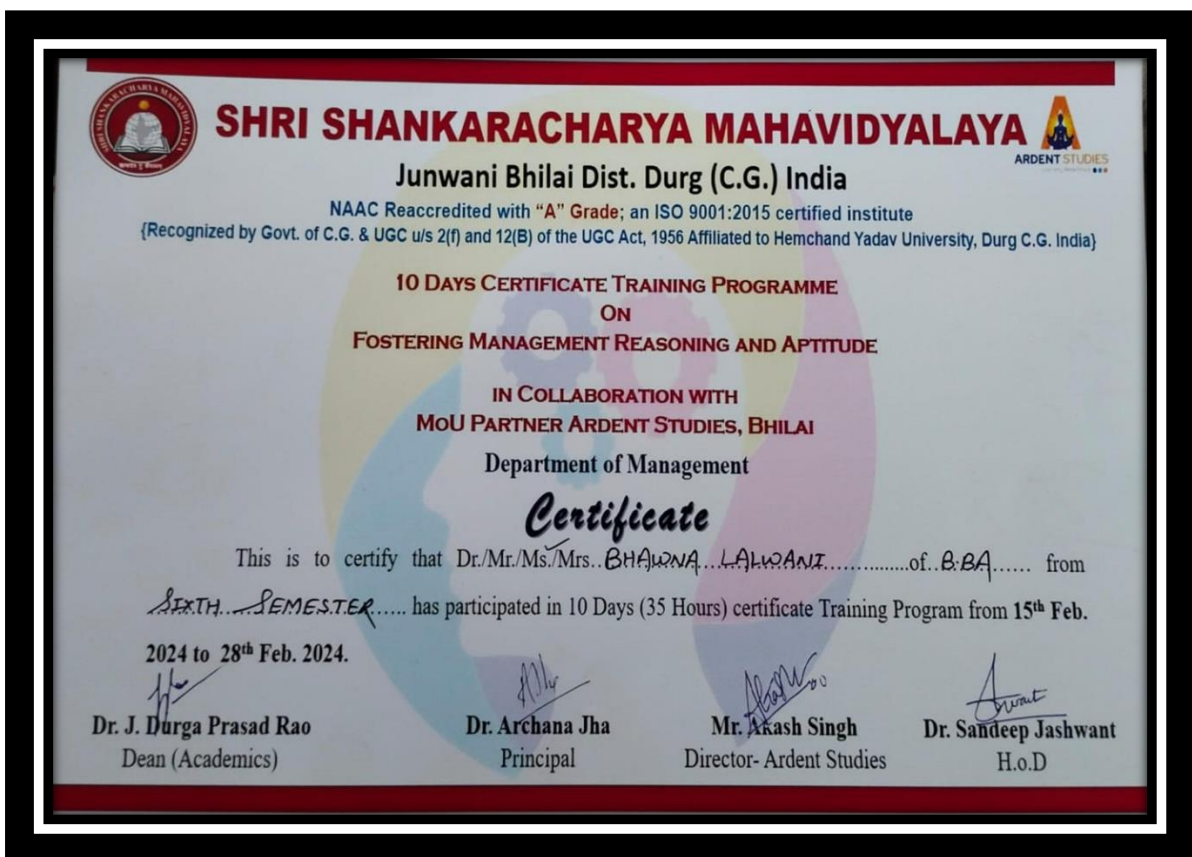 SHRI SHANKARACHARYA MAHAVIDYALAYA
SHRI SHANKARACHARYA MAHAVIDYALAYA
ARDENT STUDIES
Junwani Bhilai Dist. Durg (C.G.) India
NAAC Reaccredited with “A” Grade; an ISO 9001:2015 certified institute
{Recognized by Govt. of C.G. & UGC u/s 2(f) and 12(B) of the UGC Act, 1956 Affiliated to Hemchand Yadav University, Durg C.G. India}
10 DAYS CERTIFICATE TRAINING PROGRAMME
ON
FOSTERING MANAGEMENT REASONING AND APTITUDE
IN COLLABORATION WITH
MOU PARTNER ARDENT STUDIES, BHILAI
Department of Management
Certificate
This is to certify that Dr./Mr./Ms./Mrs..BHAWNA...LALWANI..............of..B.BA...... from
SIXTH...SEMESTER..... has participated in 10 Days (35 Hours) certificate Training Program from 15th Feb.
2024 to 28th Feb. 2024.
Dr. J. Durga Prasad Rao Dr. Archana Jha Mr. Akash Singh Dr. Sandeep Jashwant
Dean (Academics) Principal Director- Ardent Studies H.o.D